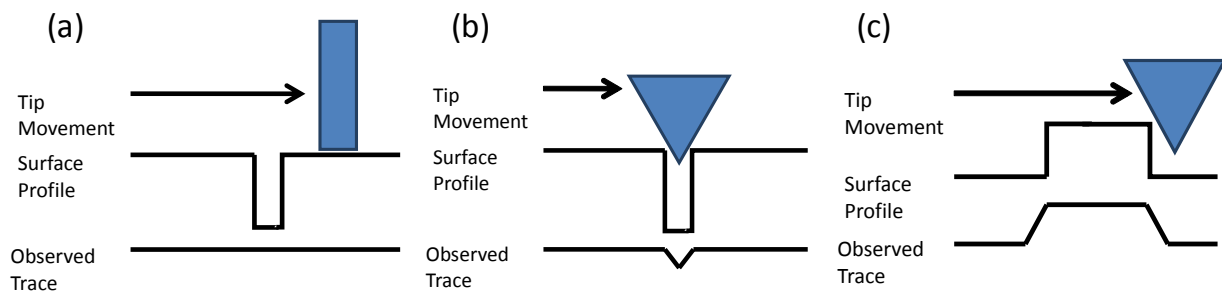 (a)
Tip
Movement
Surface
Profile
Observed
Trace
(b)
Tip
Movement
Surface
Profile
Observed
Trace
(c)
Tip
Movement
Surface
Profile
Observed
Trace